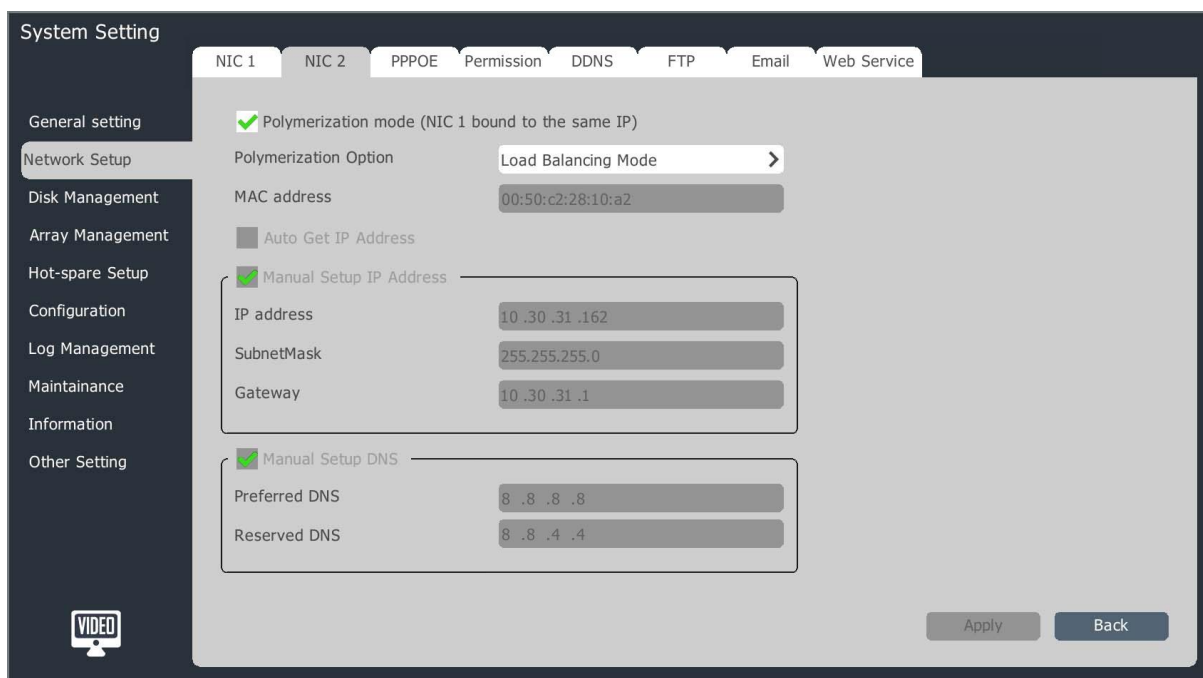 System Setting
NIC 1 NIC 2 PPPOE Permission DDNS FTP Email Web Service
General setting
Network Setup
Disk Management
Array Management
Hot-spare Setup
Configuration
Log Management
Maintainance
Information
Other Setting
VIDEO
Polymerization mode (NIC 1 bound to the same IP)
Polymerization Option Load Balancing Mode
MAC address 00:50:c2:28:10:a2
Auto Get IP Address
Manual Setup IP Address
IP address 10 .30 .31 .162
SubnetMask 255.255.255.0
Gateway 10 .30 .31 .1
Manual Setup DNS
Preferred DNS 8 .8 .8 .8
Reserved DNS 8 .8 .4 .4
Apply Back